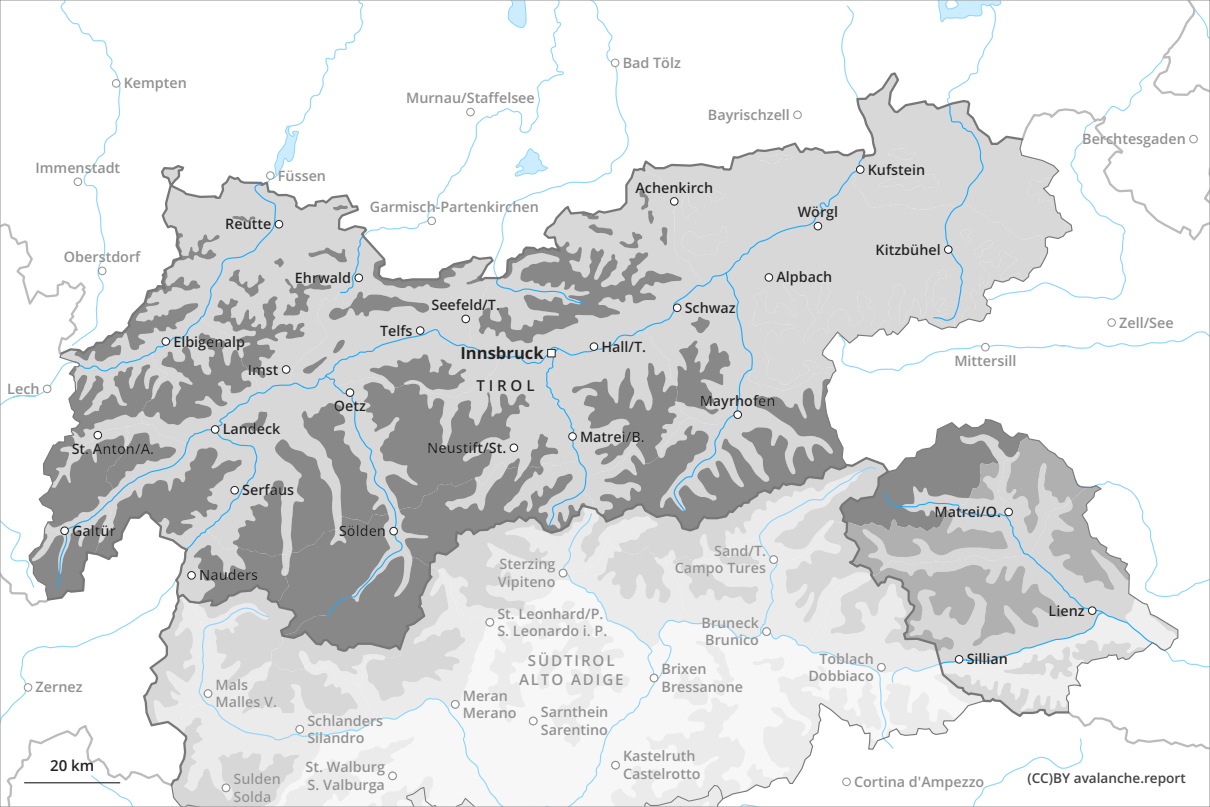 Kempten
Bad Tölz
Murnau/Staffelsee
Bayrischzell
Berchtesgaden
Immenstadt
Füssen
Kufstein
Achenkirch
Garmisch-Partenkirchen
Wörgl
Reutte
Kitzbühel
Oberstdorf
Ehrwald
Alpbach
Seefeld/T.
Schwaz
Zell/See
Telfs
Elbigenalp
Innsbruck
Hall/T.
Mittersill
Imst
TIROL
Lech
Oetz
Mayrhofen
Landeck
Matrei/B.
St. Anton/A.
Neustift/St.
Serfaus
Matrei/O.
Galtür
Sölden
Sterzing
Vipiteno
Sand/T.
Campo Tures
Nauders
Lienz
St. Leonhard/P.
S. Leonardo i. P.
Bruneck
Brunico
SÜDTIROL
ALTO ADIGE
Toblach
Dobbiaco
Sillian
Brixen
Bressanone
Zernez
Mals
Malles V.
Meran
Merano
Sarnthein
Sarentino
Schlanders
Silandro
Kastelruth
Castelrotto
St. Walburg
S. Valburga
20 km
Sulden
Solda
Cortina d'Ampezzo
(CC)BY avalanche.report